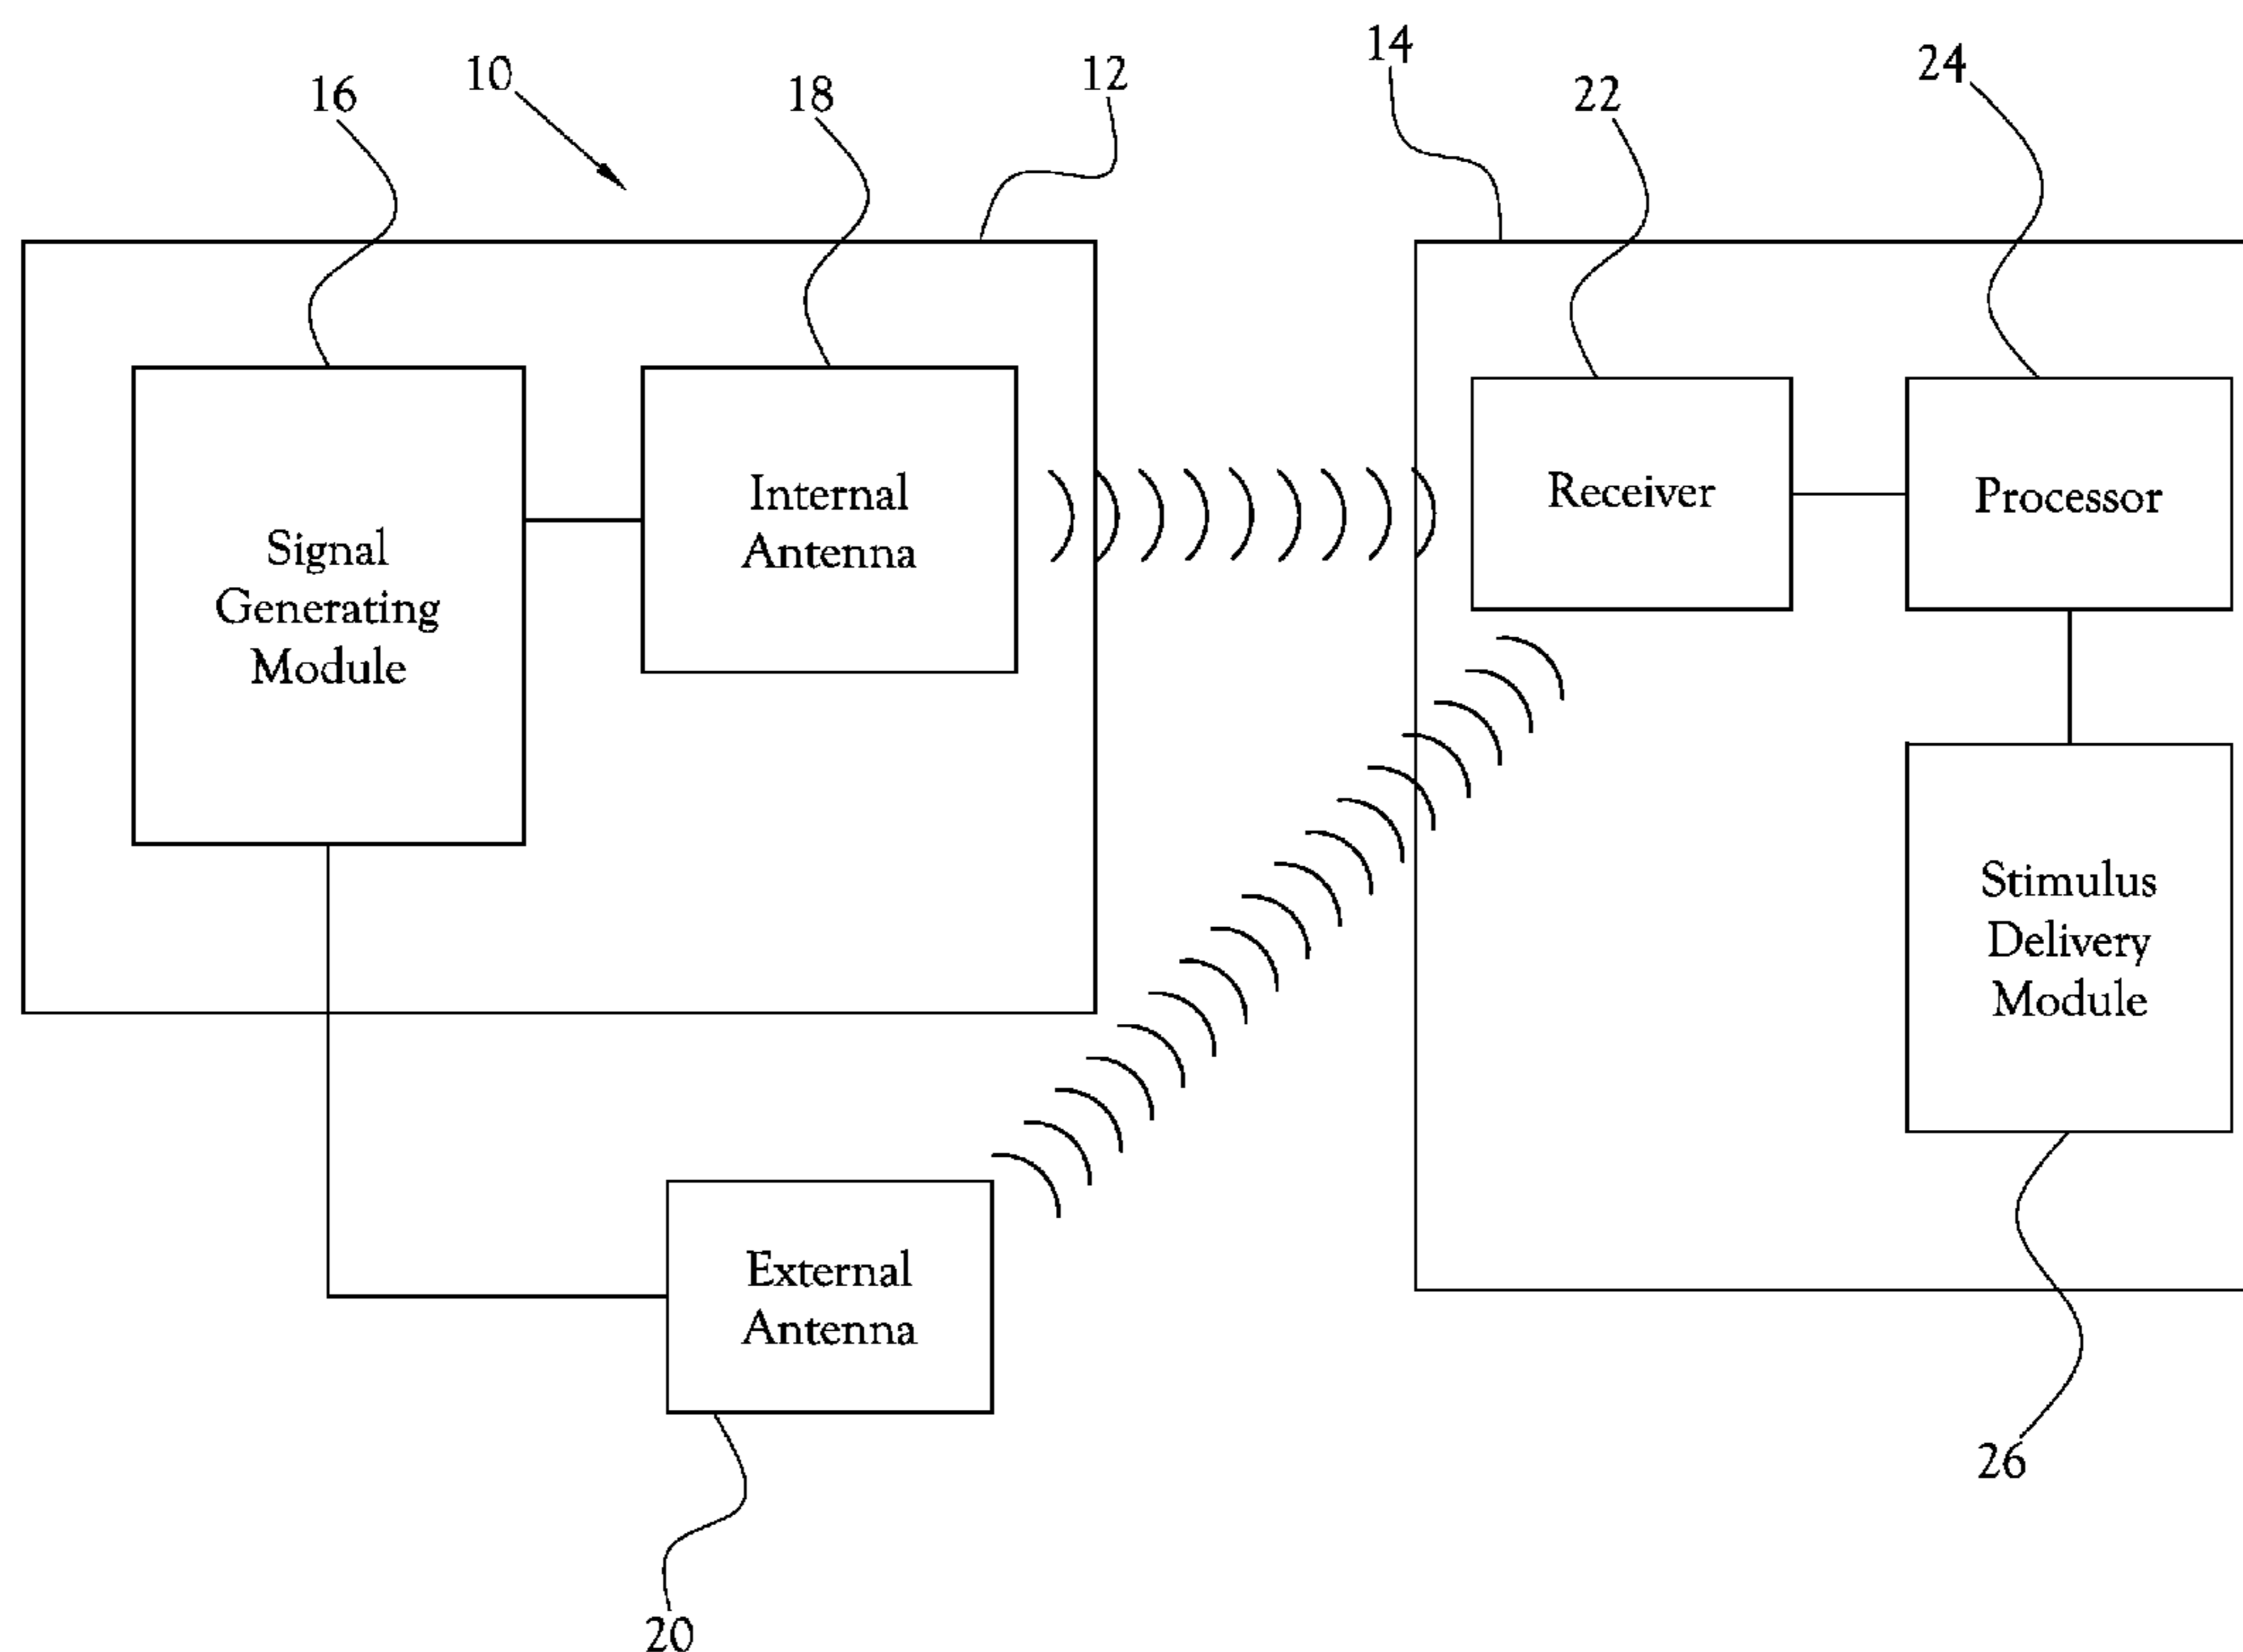 16
10
18
12
14
22
24
Signal
Generating
Module
Internal
Antenna
Receiver
Processor
Stimulus
Delivery
Module
External
Antenna
26
20